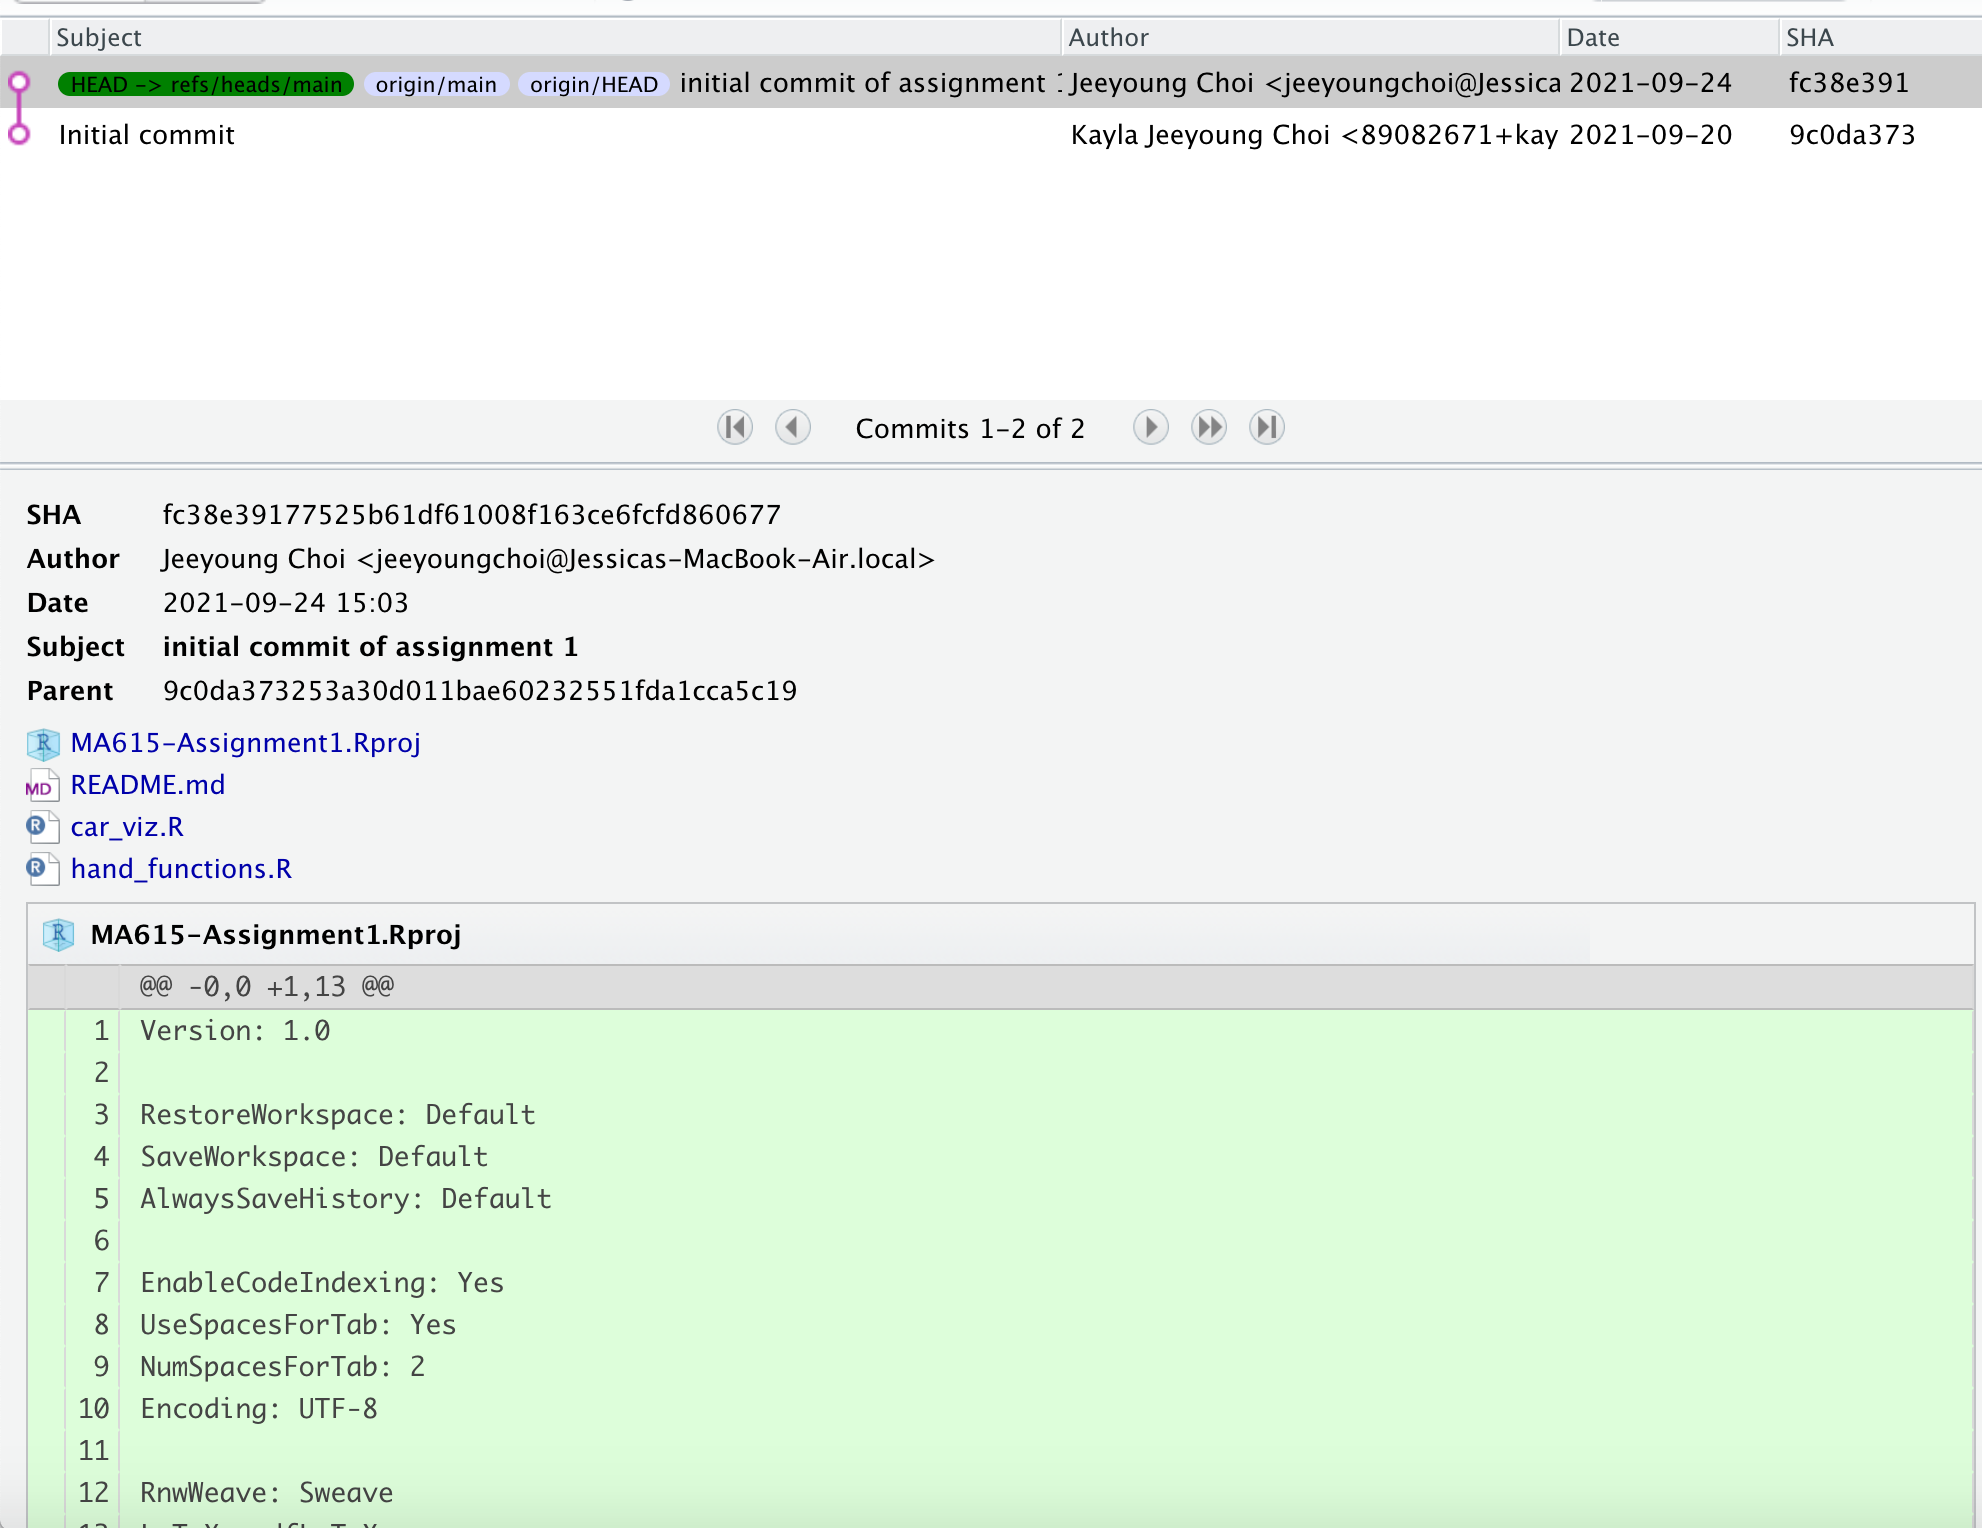 Subject Author Date SHA
HEAD -> refs/heads/main origin/main origin/HEAD initial commit of assignment Jeeyoung Choi <jeeyoungchoi@Jessica 2021-09-24 fc38e391
Initial commit Kayla Jeeyoung Choi <89082671+kay 2021-09-20 9c0da373
Commits 1-2 of 2
SHA fc38e39177525b61df61008f163ce6fcfd860677
Author Jeeyoung Choi <jeeyoungchoi@Jessicas-MacBook-Air.local>
Date 2021-09-24 15:03
Subject initial commit of assignment 1
Parent 9c0da373253a30d011bae60232551fda1cca5c19
MA615-Assignment1.Rproj
MD README.md
R car_viz.R
R hand_functions.R
R MA615-Assignment1.Rproj
@@ -0,0 +1,13 @@
1 Version: 1.0
2
3 RestoreWorkspace: Default
4 SaveWorkspace: Default
5 AlwaysSaveHistory: Default
6
7 EnableCodeIndexing: Yes
8 UseSpacesForTab: Yes
9 NumSpacesForTab: 2
10 Encoding: UTF-8
11
12 RnwWeave: Sweave